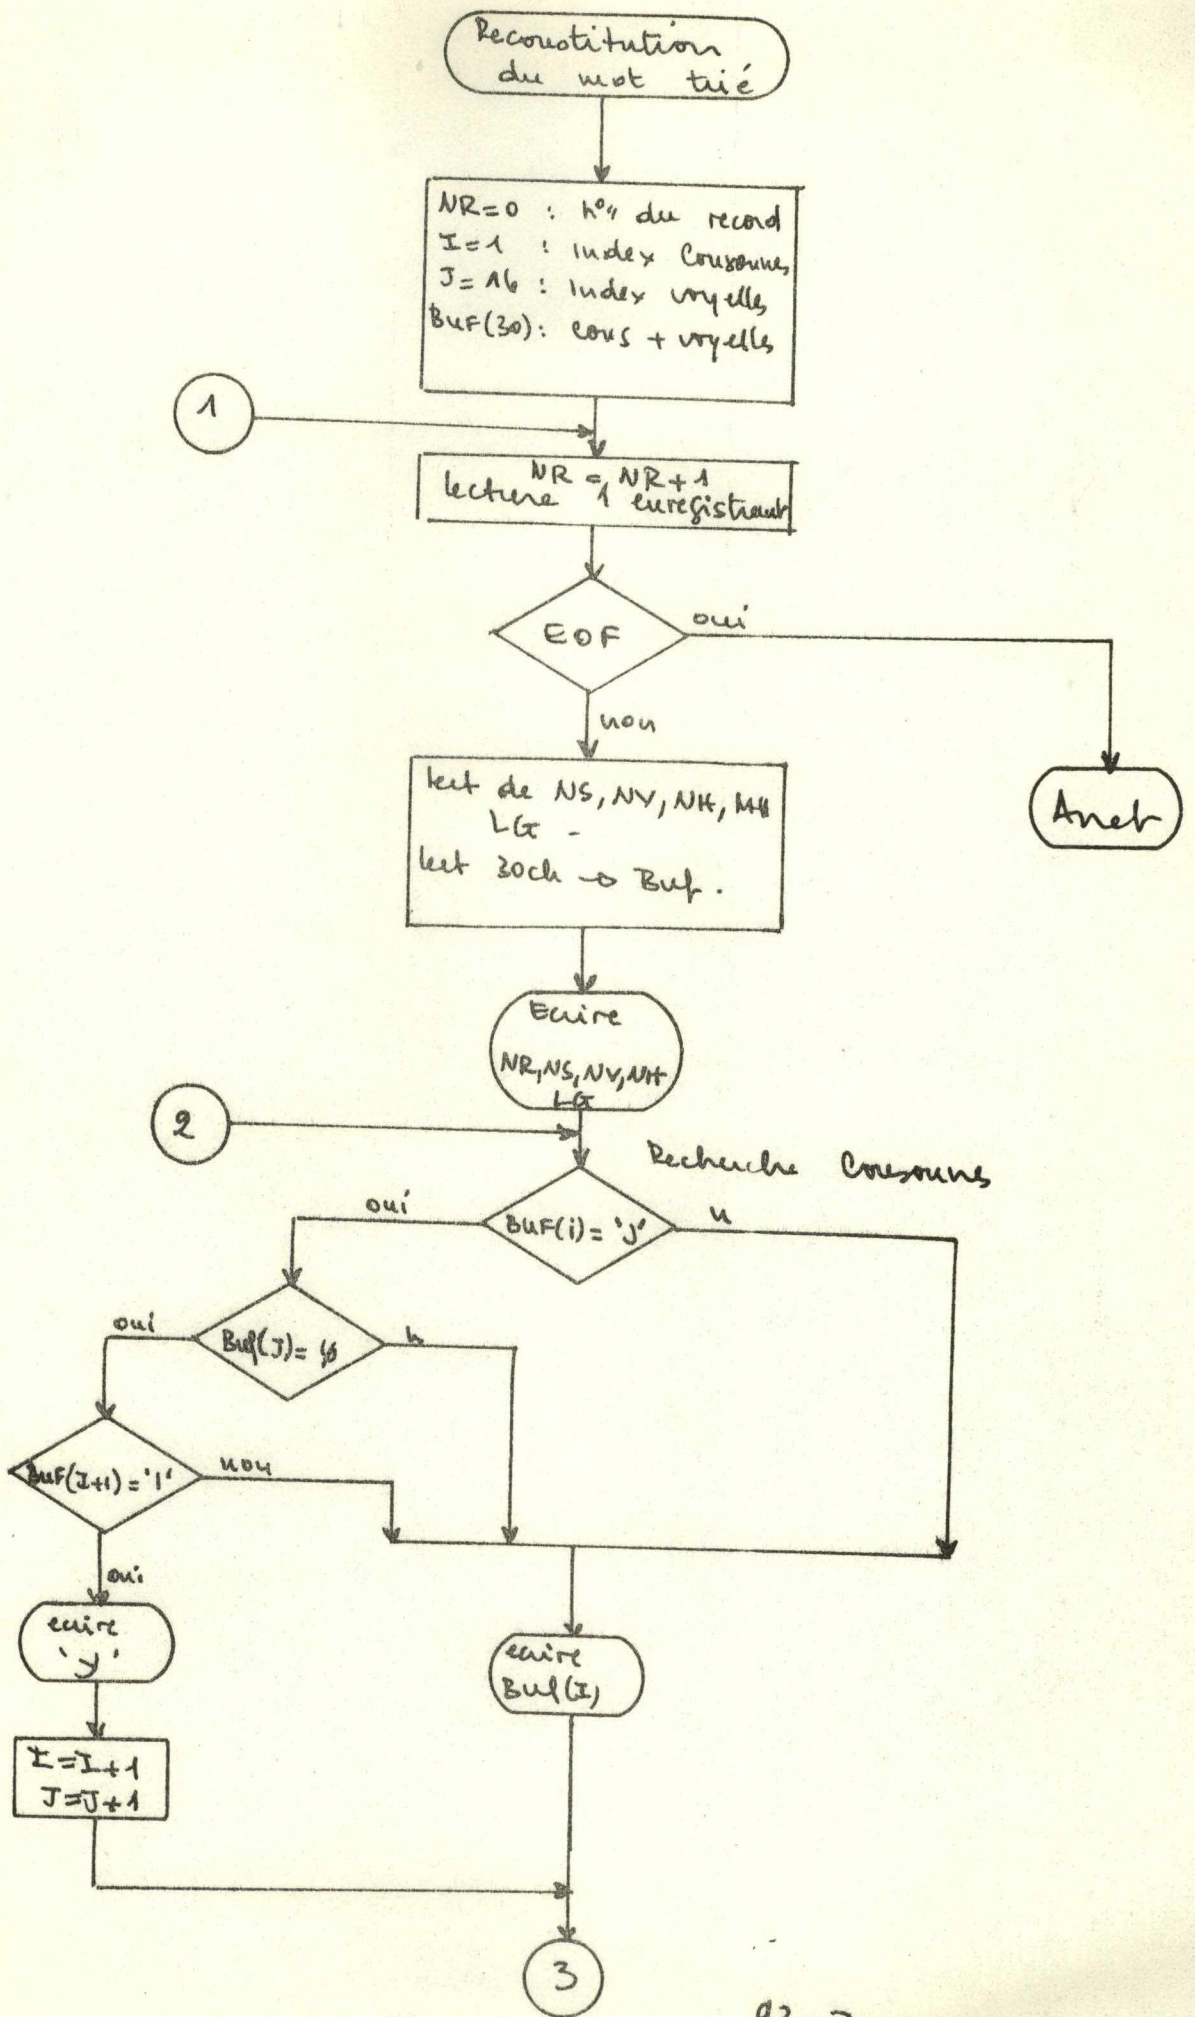 Reconstitution
du mot trié
NR=0 : n° du record
I=1 : index Consonnes
J=16 : index voyelles
BUF(30): cons + voyelles
1
NR = NR+1
lecture 1 enregistrement
EOF
oui
non
Arret
lect de NS, NV, NH,
LG -
lect 30ch → Buf.
Ecrire
NR, NS, NV, NH
LG
2
Recherche Consonnes
oui
BUF(i)= 'J'
n
oui
Buf(J)=
n
BUF(I+1)='I'
non
oui
ecrire
'y'
ecrire
Buf(I)
I=I+1
J=J+1
3